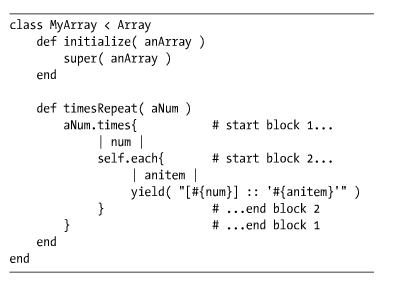 class MyArray < Array
    def initialize( anArray )
        super( anArray )
    end

    def timesRepeat( aNum )
        aNum.times{            # start block 1...
            | num |
            self.each{         # start block 2...
                | anitem |
                yield( "[#{num}] :: '#{anitem}'" )
            }                  # ...end block 2
        }                      # ...end block 1
    end
end